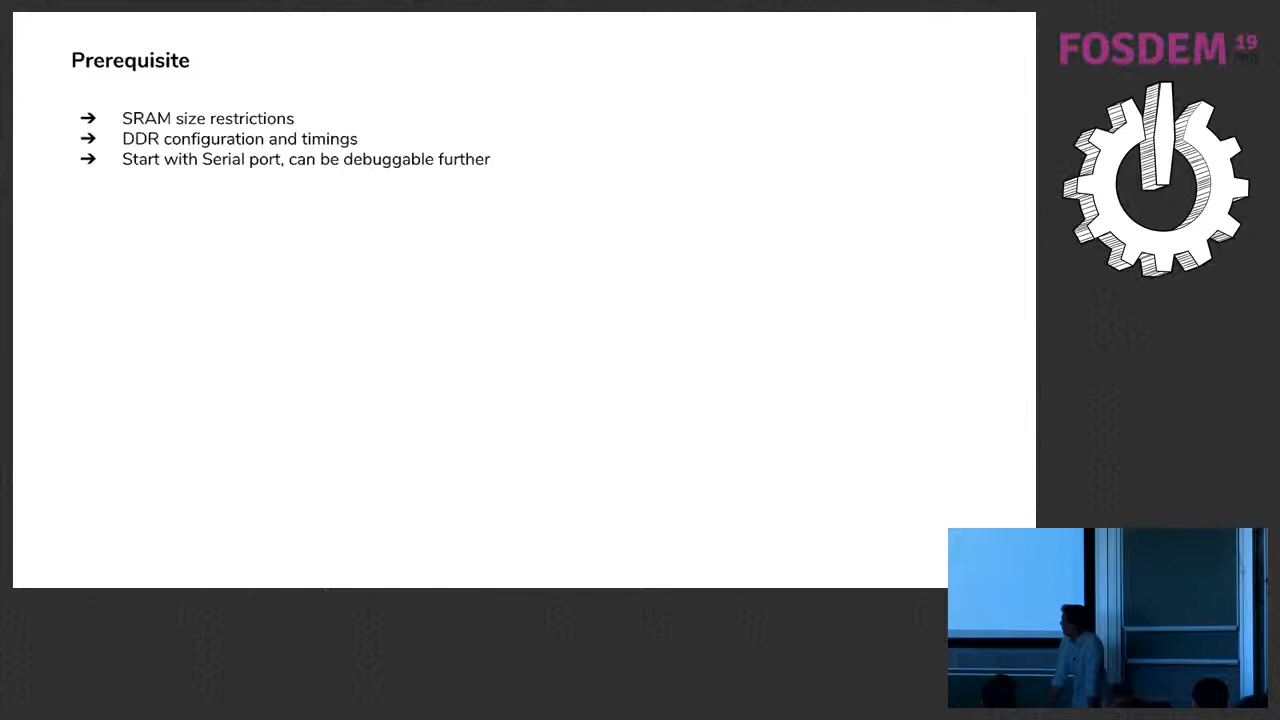 Prerequisite
➔ SRAM size restrictions
➔ DDR configuration and timings
➔ Start with Serial port, can be debuggable further
FOSDEM 19